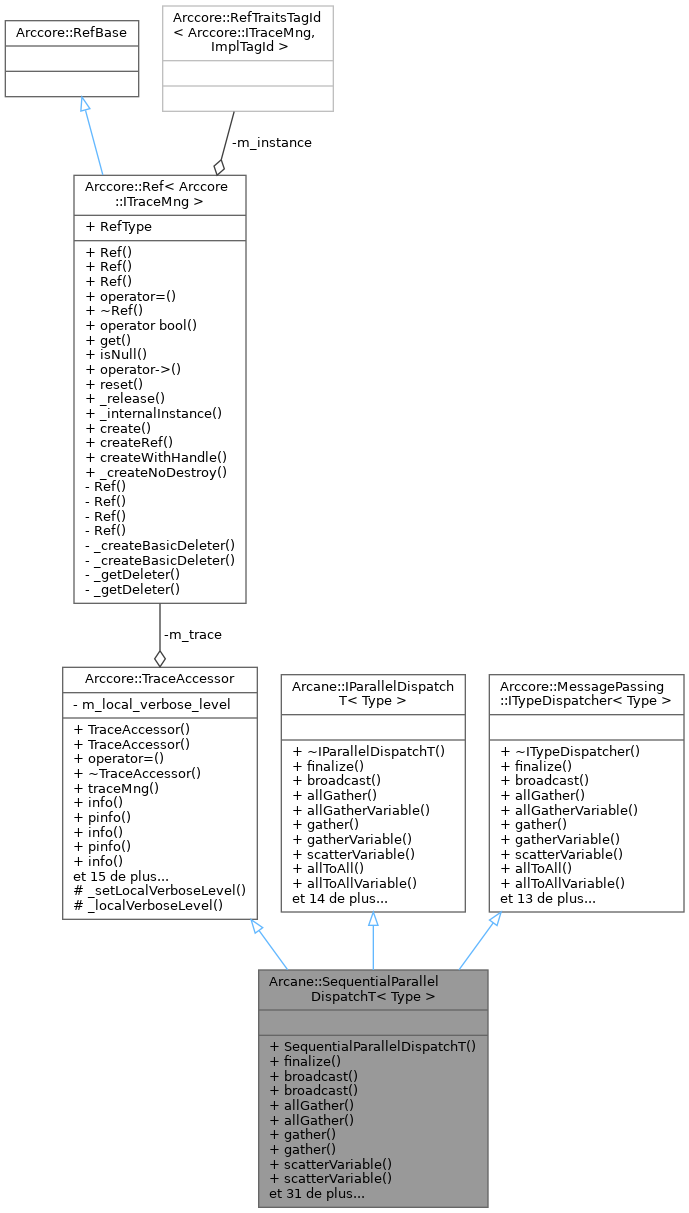 Arccore::RefBase
Arccore::RefTraitsTagId
< Arccore::ITraceMng,
ImplTagId >
-m_instance
Arccore::Ref< Arccore
::ITraceMng >
+ RefType
+ Ref()
+ Ref()
+ Ref()
+ operator=()
+ ~Ref()
+ operator bool()
+ get()
+ isNull()
+ operator->()
+ reset()
+ _release()
+ _internalInstance()
+ create()
+ createRef()
+ createWithHandle()
+ _createNoDestroy()
- Ref()
- Ref()
- Ref()
- Ref()
- _createBasicDeleter()
- _createBasicDeleter()
- _getDeleter()
- _getDeleter()
-m_trace
Arccore::TraceAccessor
- m_local_verbose_level
+ TraceAccessor()
+ TraceAccessor()
+ operator=()
+ ~TraceAccessor()
+ traceMng()
+ info()
+ pinfo()
+ info()
+ pinfo()
+ info()
et 15 de plus...
# _setLocalVerboseLevel()
# _localVerboseLevel()
Arcane::IParallelDispatch
T< Type >
+ ~IParallelDispatchT()
+ finalize()
+ broadcast()
+ allGather()
+ allGatherVariable()
+ gather()
+ gatherVariable()
+ scatterVariable()
+ allToAll()
+ allToAllVariable()
et 14 de plus...
Arccore::MessagePassing
::ITypeDispatcher< Type >
+ ~ITypeDispatcher()
+ finalize()
+ broadcast()
+ allGather()
+ allGatherVariable()
+ gather()
+ gatherVariable()
+ scatterVariable()
+ allToAll()
+ allToAllVariable()
et 13 de plus...
Arcane::SequentialParallel
DispatchT< Type >
+ SequentialParallelDispatchT()
+ finalize()
+ broadcast()
+ broadcast()
+ allGather()
+ allGather()
+ gather()
+ gather()
+ scatterVariable()
+ scatterVariable()
et 31 de plus...